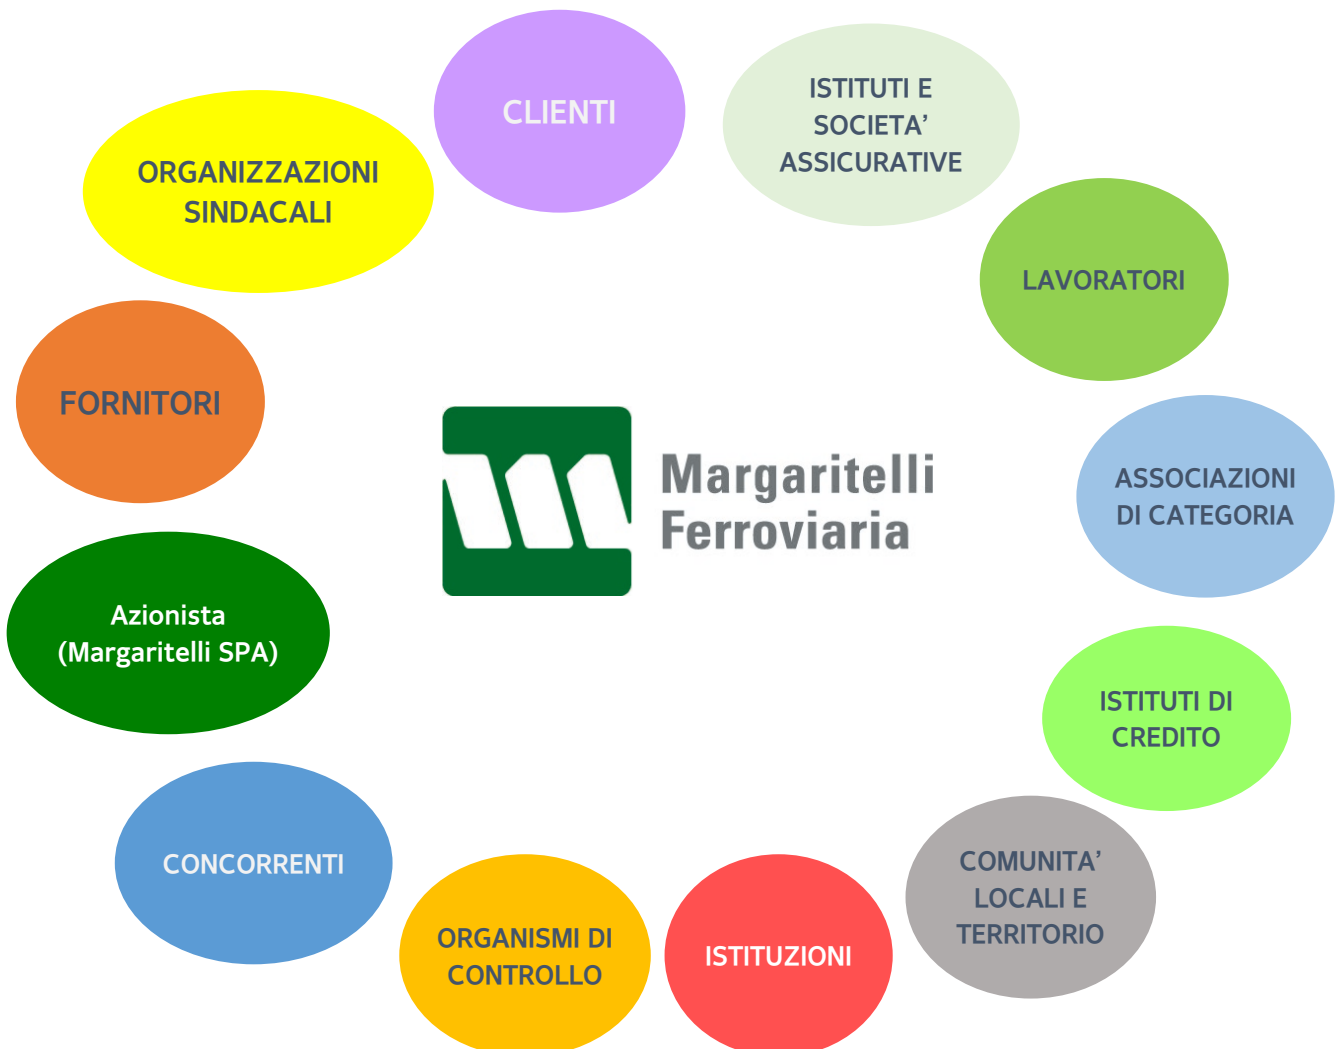 CLIENTI
ISTITUTI E
SOCIETA’
ASSICURATIVE
ORGANIZZAZIONI
SINDACALI
LAVORATORI
FORNITORI
Margaritelli
Ferroviaria
ASSOCIAZIONI
DI CATEGORIA
Azionista
(Margaritelli SPA)
ISTITUTI DI
CREDITO
CONCORRENTI
COMUNITA’
LOCALI E
TERRITORIO
ORGANISMI DI
CONTROLLO
ISTITUZIONI